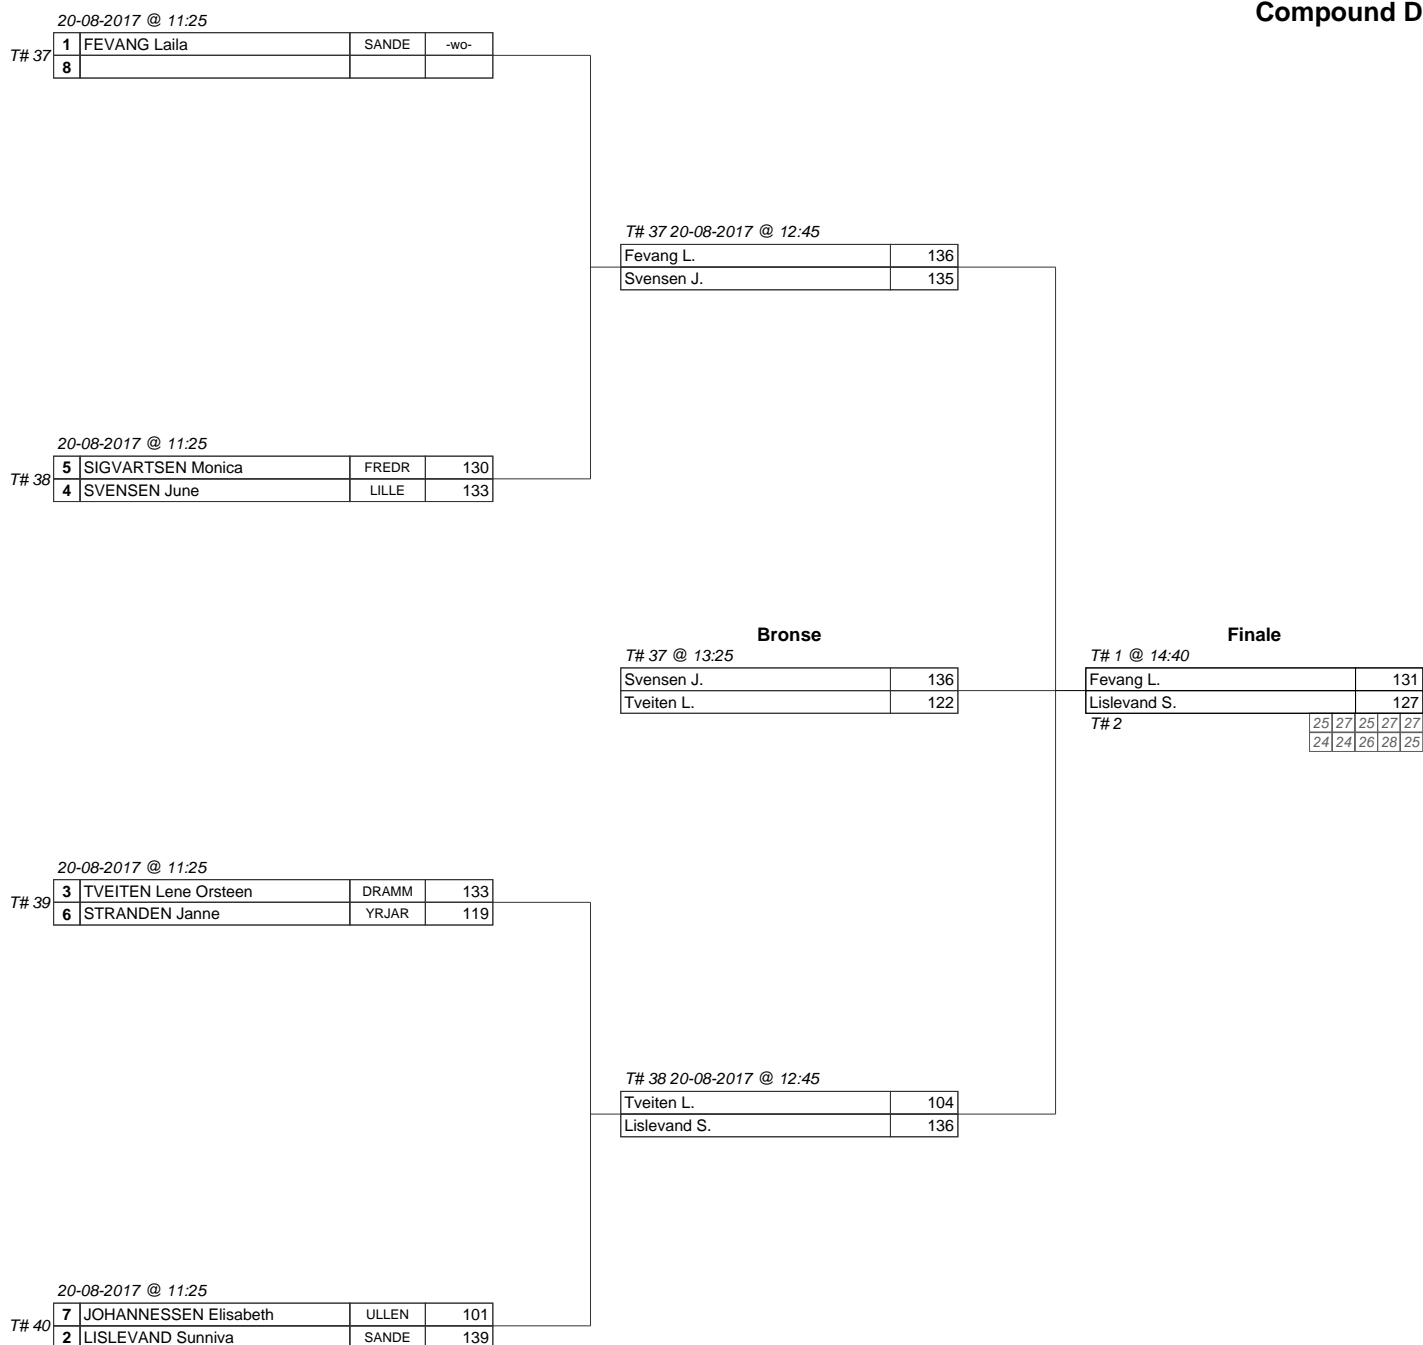 Compound D
20-08-2017 @ 11:25
T# 37
1 FEVANG Laila SANDE -wo-
8
T# 37 20-08-2017 @ 12:45
Fevang L. 136
Svensen J. 135
20-08-2017 @ 11:25
T# 38
5 SIGVARTSEN Monica FREDR 130
4 SVENSEN June LILLE 133
Bronse
T# 37 @ 13:25
Svensen J. 136
Tveiten L. 122
Finale
T# 1 @ 14:40
Fevang L. 131
Lislevand S. 127
T# 2 25 27 25 27 27
24 24 26 28 25
20-08-2017 @ 11:25
T# 39
3 TVEITEN Lene Orsteen DRAMM 133
6 STRANDEN Janne YRJAR 119
T# 38 20-08-2017 @ 12:45
Tveiten L. 104
Lislevand S. 136
20-08-2017 @ 11:25
T# 40
7 JOHANNESSEN Elisabeth ULLEN 101
2 LISLEVAND Sunniva SANDE 139